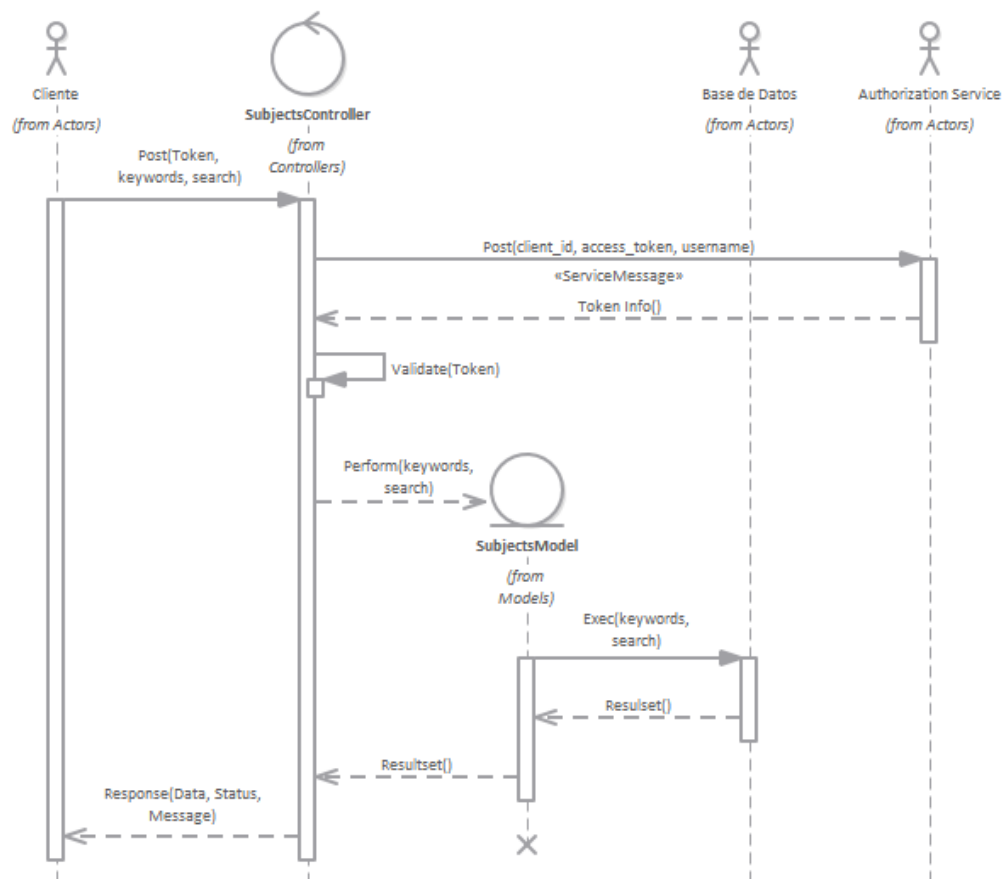 Cliente
(from Actors)
SubjectsController
(from
Controllers)
Base de Datos
(from Actors)
Authorization Service
(from Actors)
Post(Token,
keywords, search)
Post(client_id, access_token, username)
«ServiceMessage»
Token Info()
Validate(Token)
Perform(keywords,
search)
SubjectsModel
(from
Models)
Exec(keywords,
search)
Resulset()
Resultset()
Response(Data, Status,
Message)